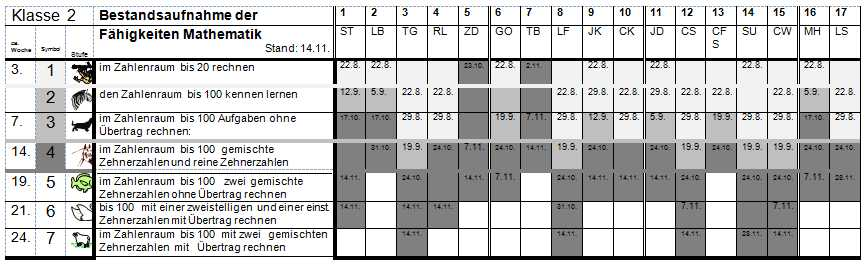 Klasse 2 Bestandsaufnahme der 1 2 3 4 5 6 7 8 9 10 11 12 13 14 15 16 17
Fähigkeiten Mathematik ST LB TG RL ZD GO TB LF JK CK JD CS CF S SU CW MH LS
ca. Woche Symbol Stufe Stand: 14.11.
3. 1 im Zahlenraum bis 20 rechnen 22.8. 22.8. 23.10. 22.8. 2.11. 22.8. 22.8. 22.8. 22.8.
2 den Zahlenraum bis 100 kennen lernen 12.9. 5.9. 22.8. 22.8. 22.8. 29.8. 22.8. 22.8. 29.8. 22.8. 22.8. 22.8. 5.9. 22.8.
7. 3 im Zahlenraum bis 100 Aufgaben ohne 17.10. 17.10. 29.8. 29.8. 19.9. 7.11. 29.8. 12.9. 29.8. 5.9. 29.8. 19.9. 29.8. 29.8. 17.10. 29.8.
Übertrag rechnen:
14. 4 im Zahlenraum bis 100 gemischte 31.10. 19.9. 24.10. 7.11. 24.10. 14.11. 19.9. 24.10. 24.10. 19.9. 24.10. 19.9. 19.9. 24.10. 24.10.
Zehnerzahlen und reine Zehnerzahlen
19. 5 im Zahlenraum bis 100 zwei gemischte 14.11. 24.10. 14.11. 7.11. 24.10. 24.10. 24.10. 24.10. 24.10. 24.10. 7.11. 28.11.
Zehnerzahlen ohne Übertrag rechnen
21. 6 bis 100 mit einer zweistelligen und einer einst. 14.11. 14.11. 14.11. 31.10. 7.11. 7.11.
Zehnerzahlen mit Übertrag rechnen
24. 7 im Zahlenraum bis 100 mit zwei gemischten 14.11. 14.11. 14.11. 28.11. 14.11.
Zehnerzahlen mit Übertrag rechnen